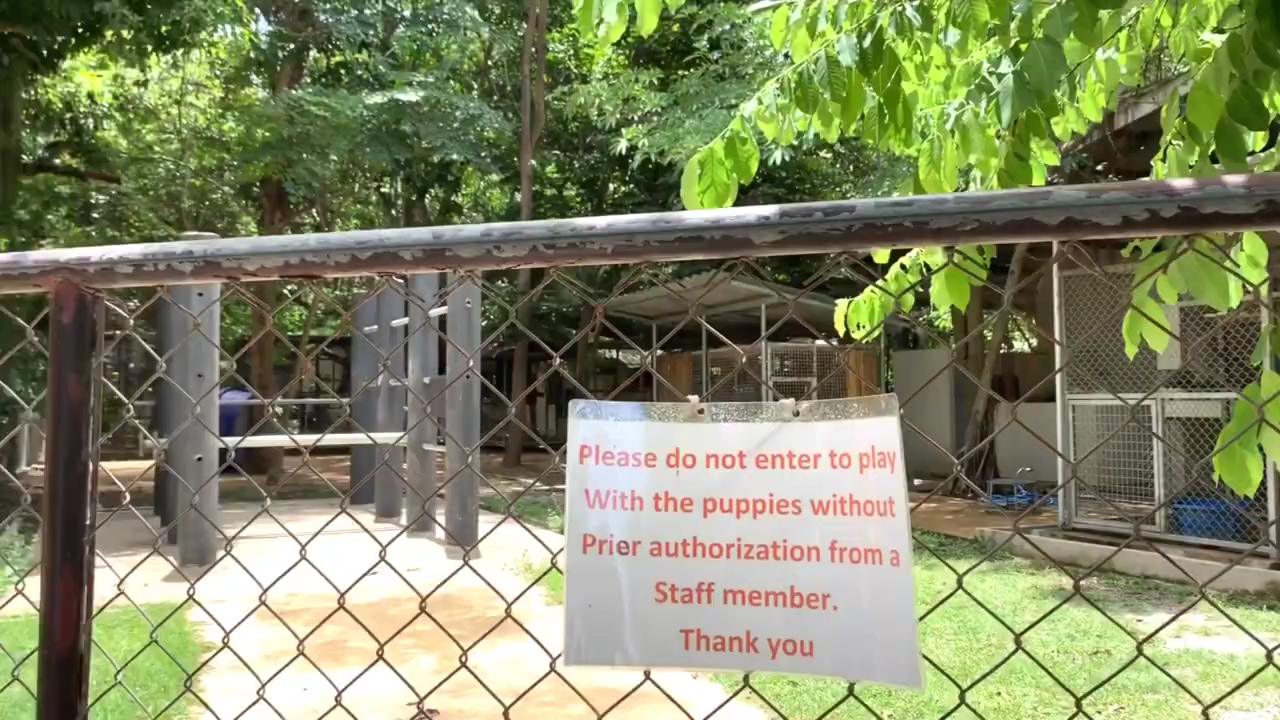 Please do not enter to play
With the puppies without
Prier authorization from a
Staff member.
Thank you